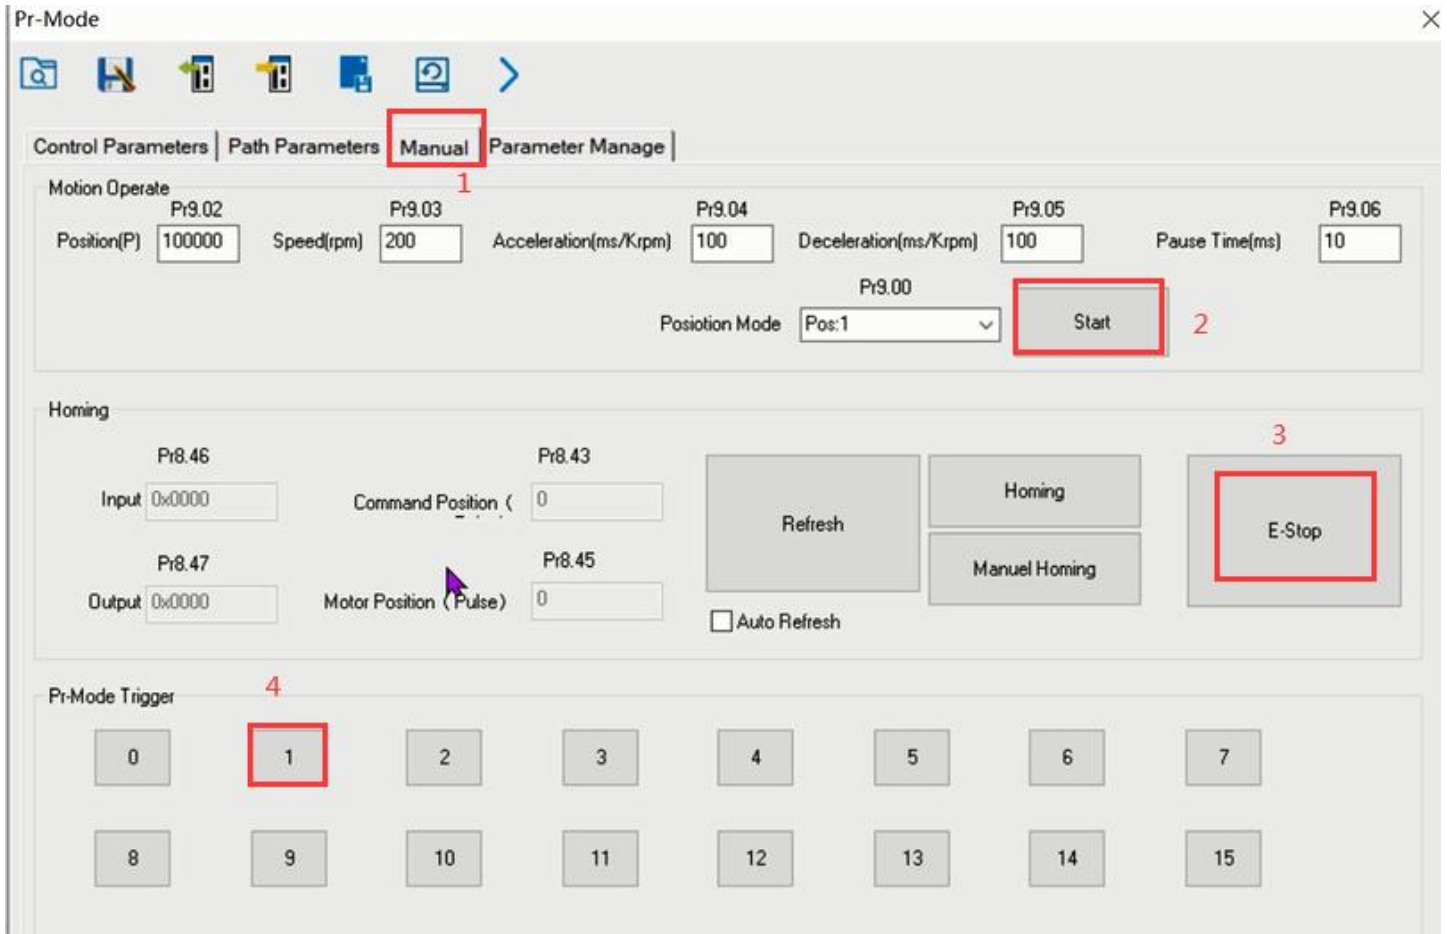 Pr-Mode
Control Parameters Path Parameters Manual Parameter Manage
1
Motion Operate
Pr9.02 Pr9.03 Pr9.04 Pr9.05 Pr9.06
Position(P) 100000 Speed(rpm) 200 Acceleration(ms/Krpm) 100 Deceleration(ms/Krpm) 100 Pause Time(ms) 10
Pr9.00
Posiotion Mode Pos:1 Start 2
Homing
3
Pr8.46 Pr8.43
Input 0x0000 Command Position ( 0 Refresh Homing E-Stop
Pr8.47 Pr8.45
Manuel Homing
Output 0x0000 Motor Position (Pulse) 0
Auto Refresh
4
Pr-Mode Trigger
0 1 2 3 4 5 6 7
8 9 10 11 12 13 14 15